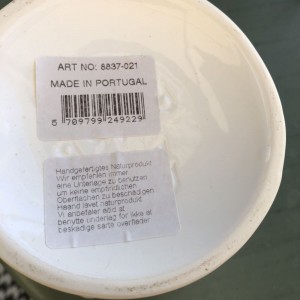 ART NO: 8837-021
MADE IN PORTUGAL
5 709799 249229
Handgefertigtes Naturprodukt
Wir empfehlen immer
eine Unterlage zu benutzen
um keine empfindlichen
Oberflächen zu beschädigen
Haand lavet naturprodukt
Vi anbefaler altid at
benytte underlag for ikke at
beskadige sarte overflader